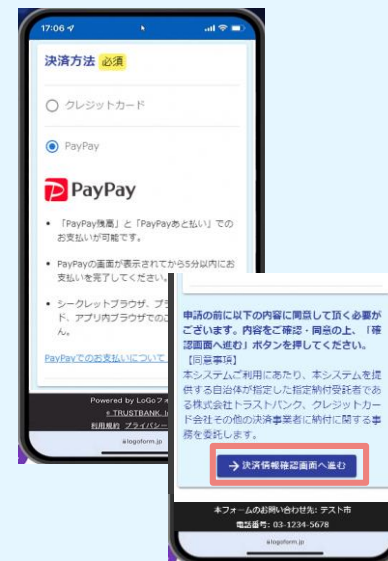 17:06
決済方法 必須
クレジットカード
PayPay
PayPay
• 「PayPay残高」と「PayPayあと払い」での
お支払いが可能です。
• PayPayの画面が表示されてから5分以内にお
支払いを完了してください。
• シークレットブラウザ、プラ
ド、アプリ内ブラウザでのご
ん。
PayPayでのお支払いについて
Powered by LoGoフォ
TRUSTBANK, I
利用規約 プライバシー
logoform.jp
申請の前に以下の内容に同意して頂く必要が
ございます。内容をご確認・同意の上、「確
認画面へ進む」ボタンを押してください。
【同意事項】
本システムご利用にあたり、本システムを提
供する自治体が指定した指定納付受託者であ
る株式会社トラストバンク、クレジットカー
ド会社その他の決済事業者に納付に関する事
務を委託します。
→ 決済情報確認画面へ進む
本フォームのお問い合わせ先: テスト市
電話番号: 03-1234-5678
logoform.jp